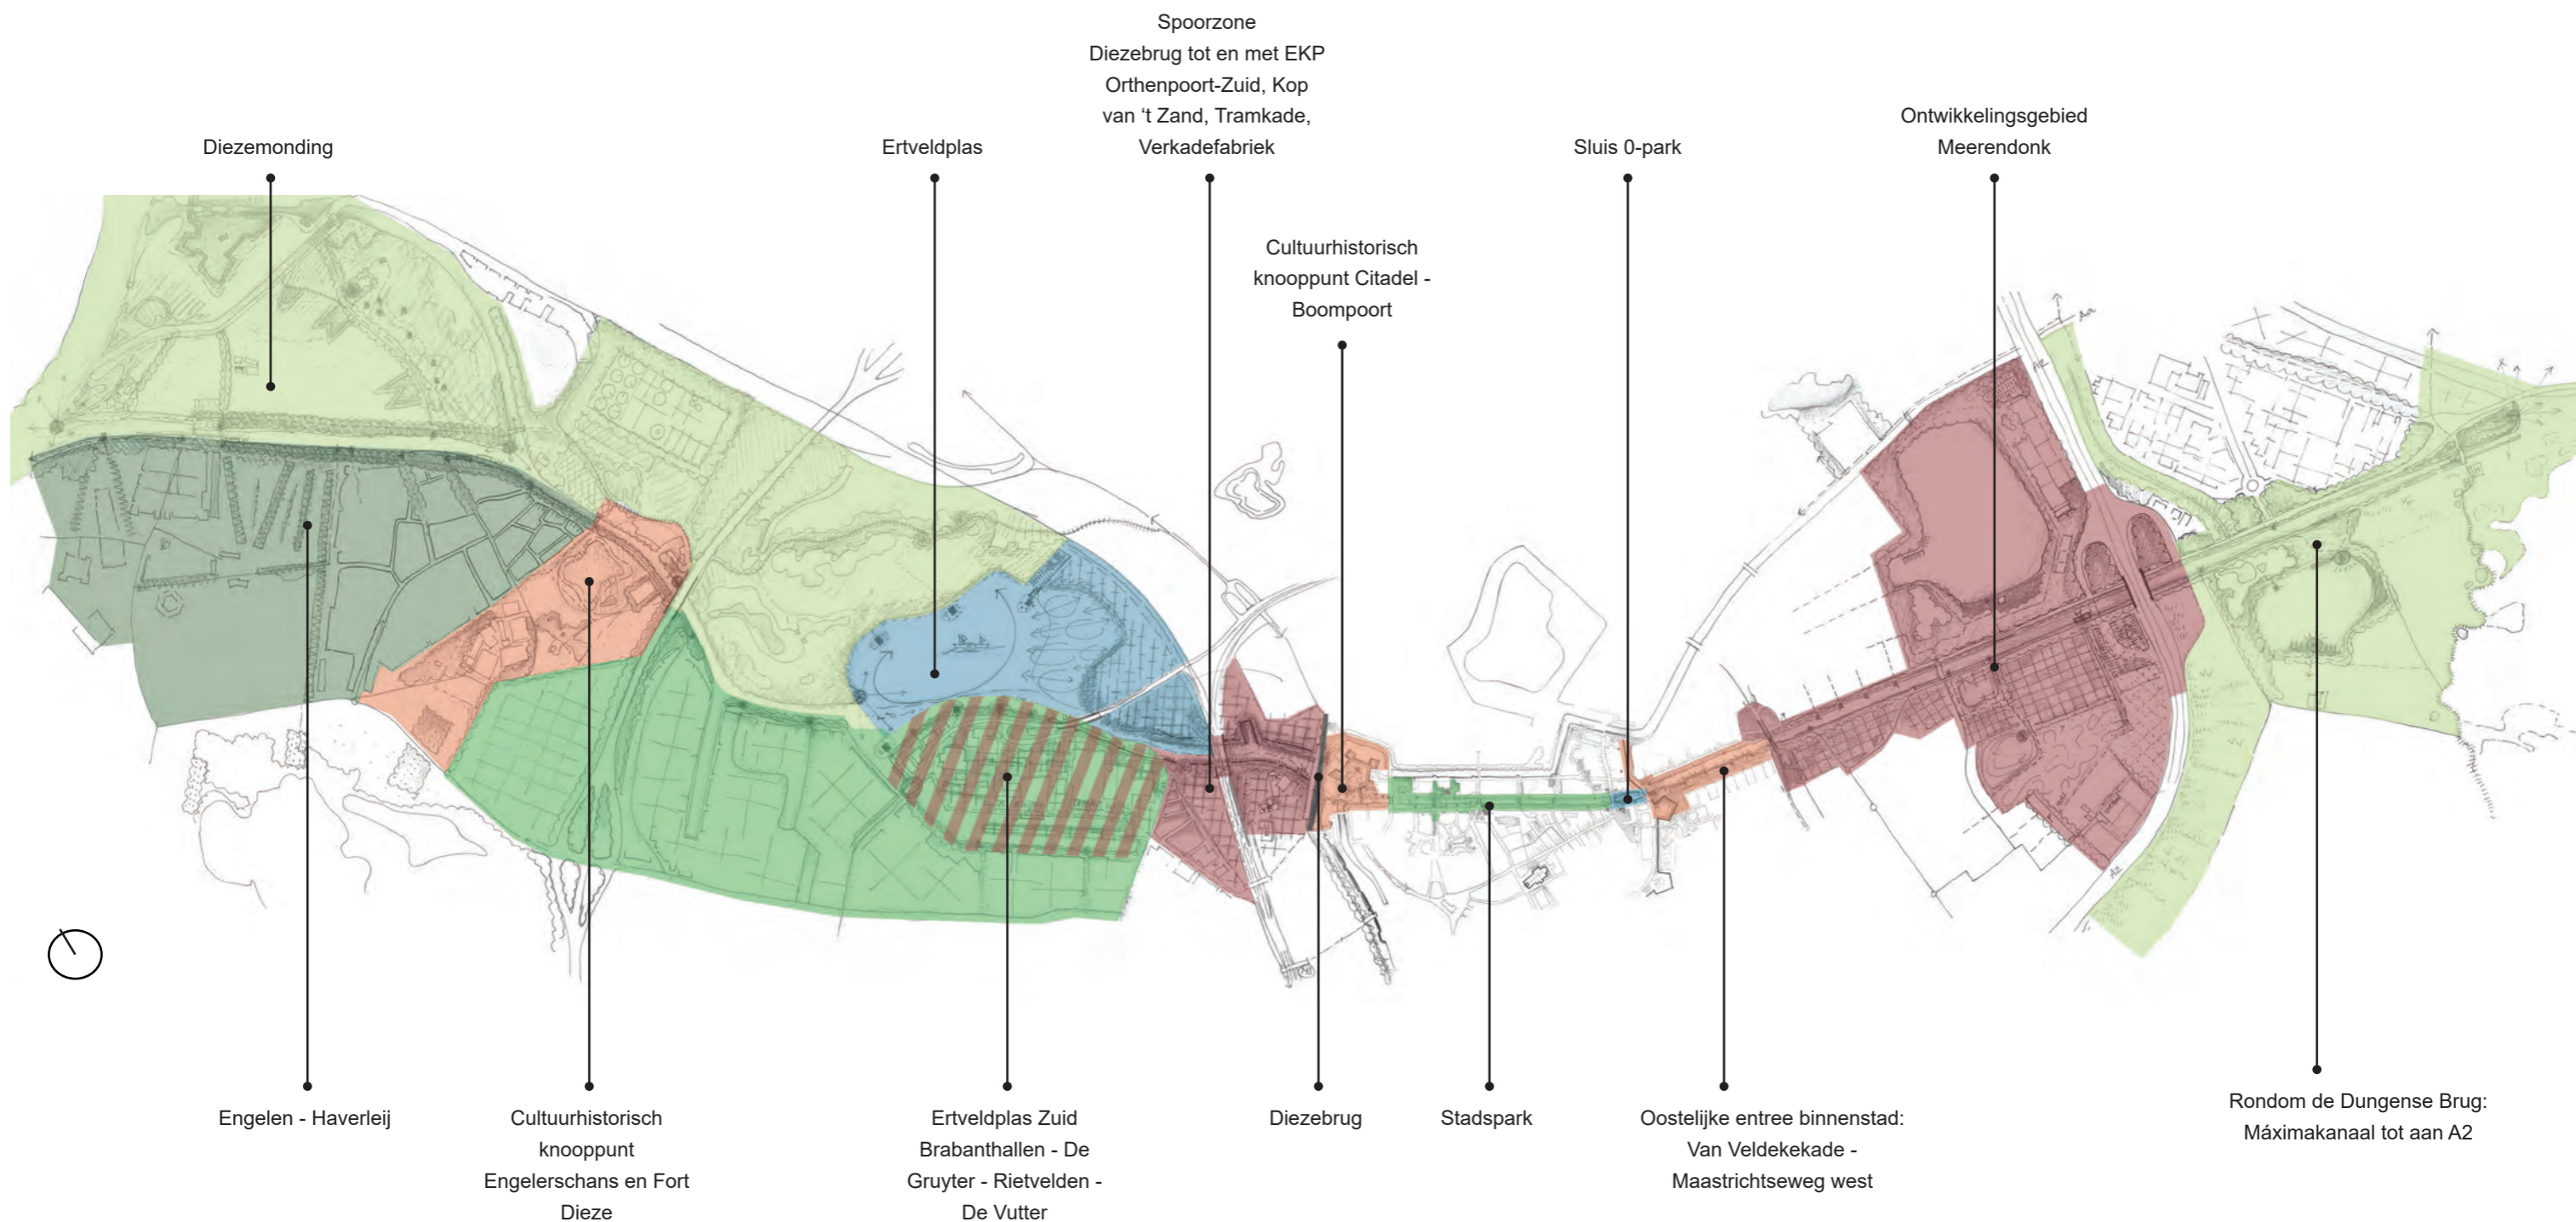 Spoorzone
Diezebrug tot en met EKP
Orthenpoort-Zuid, Kop
van ‘t Zand, Tramkade,
Verkadefabriek
Diezemonding
Ertveldplas
Sluis 0-park
Ontwikkelingsgebied
Meerendonk
Cultuurhistorisch
knooppunt Citadel -
Boompoort
Aa
A2
A2
Engelen - Haverleij
Cultuurhistorisch
knooppunt
Engelerschans en Fort
Dieze
Ertveldplas Zuid
Brabanthallen - De
Gruyter - Rietvelden -
De Vutter
Diezebrug
Stadspark
Oostelijke entree binnenstad:
Van Veldekekade -
Maastrichtseweg west
Rondom de Dungense Brug:
Máximakanaal tot aan A2